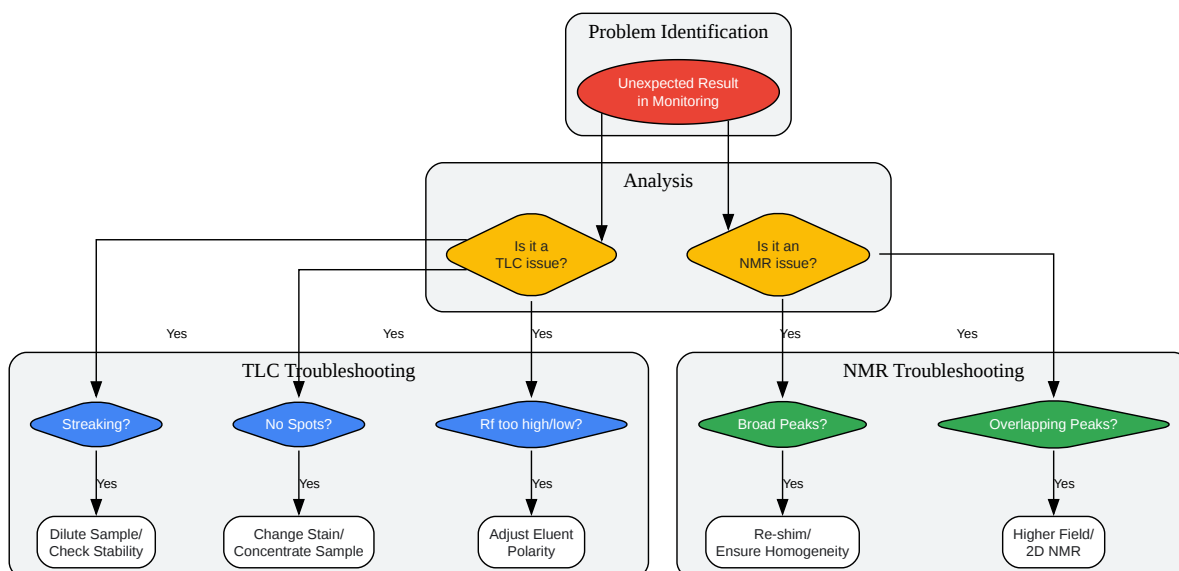 Problem Identification
Unexpected Result
in Monitoring
Analysis
Is it a
TLC issue?
Is it an
NMR issue?
Yes
Yes
Yes
Yes
Yes
TLC Troubleshooting
NMR Troubleshooting
Streaking?
No Spots?
Rf too high/low?
Broad Peaks?
Overlapping Peaks?
Yes
Yes
Yes
Yes
Yes
Dilute Sample/
Check Stability
Change Stain/
Concentrate Sample
Adjust Eluent
Polarity
Re-shim/
Ensure Homogeneity
Higher Field/
2D NMR